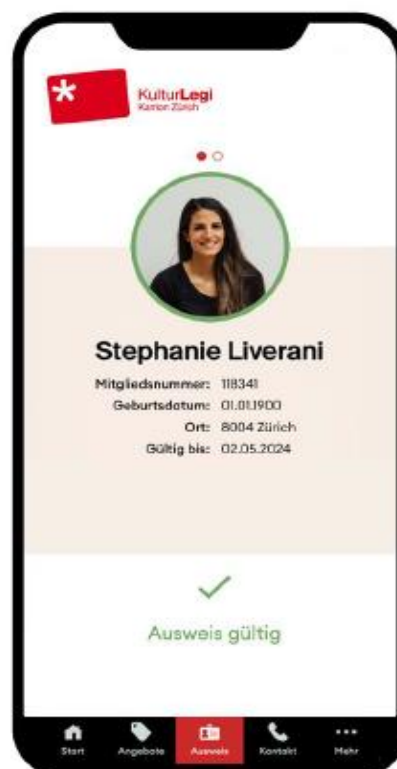 KulturLegi
Kanton Zürich
Stephanie Liverani
Mitgliedsnummer: 118341
Geburtsdatum: 01.01.1900
Ort: 8004 Zürich
Gültig bis: 02.05.2024
Ausweis gültig
Start Angebote Ausweis Kontakt Mehr